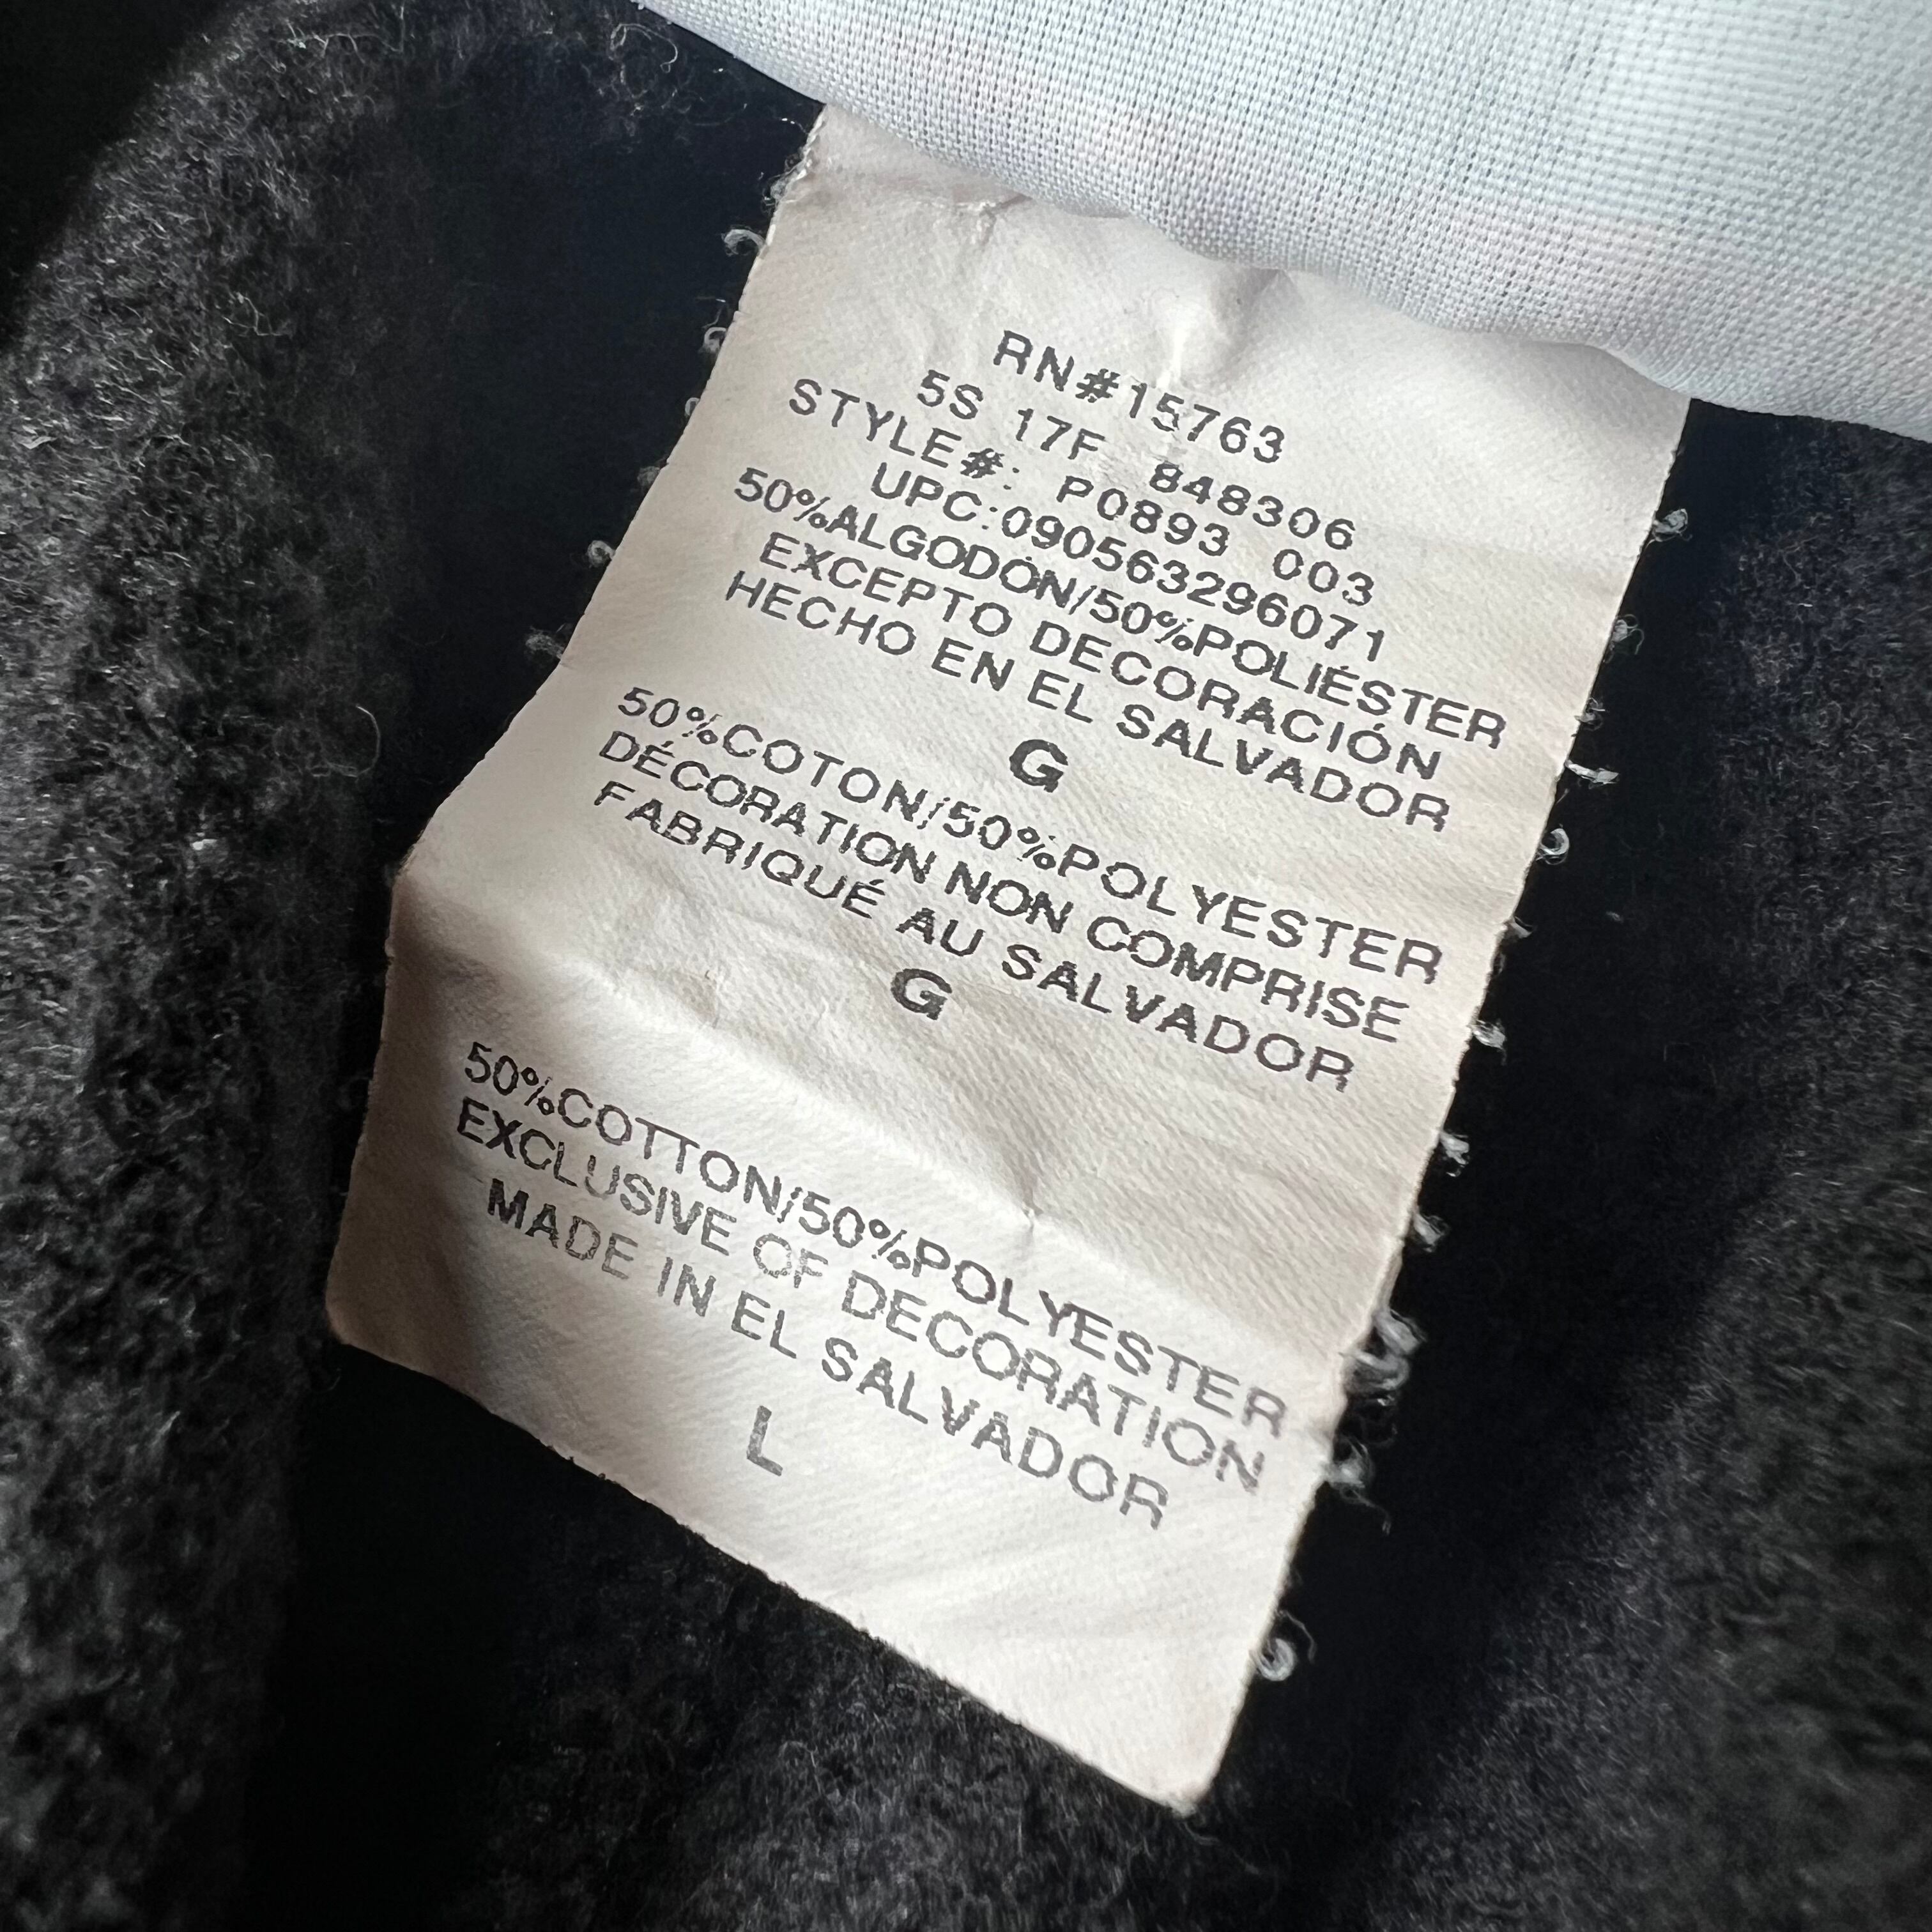 RN#15763
5S 17F 848306
STYLE#: P0893 003
UPC:090563296071
50%ALGODÓN/50%POLIÉSTER
EXCEPTO DECORACIÓN
HECHO EN EL SALVADOR
G
50%COTON/50%POLYESTER
DÉCORATION NON COMPRISE
FABRIQUÉ AU SALVADOR
G
50%COTTON/50%POLYESTER
EXCLUSIVE OF DECORATION
MADE IN EL SALVADOR
L